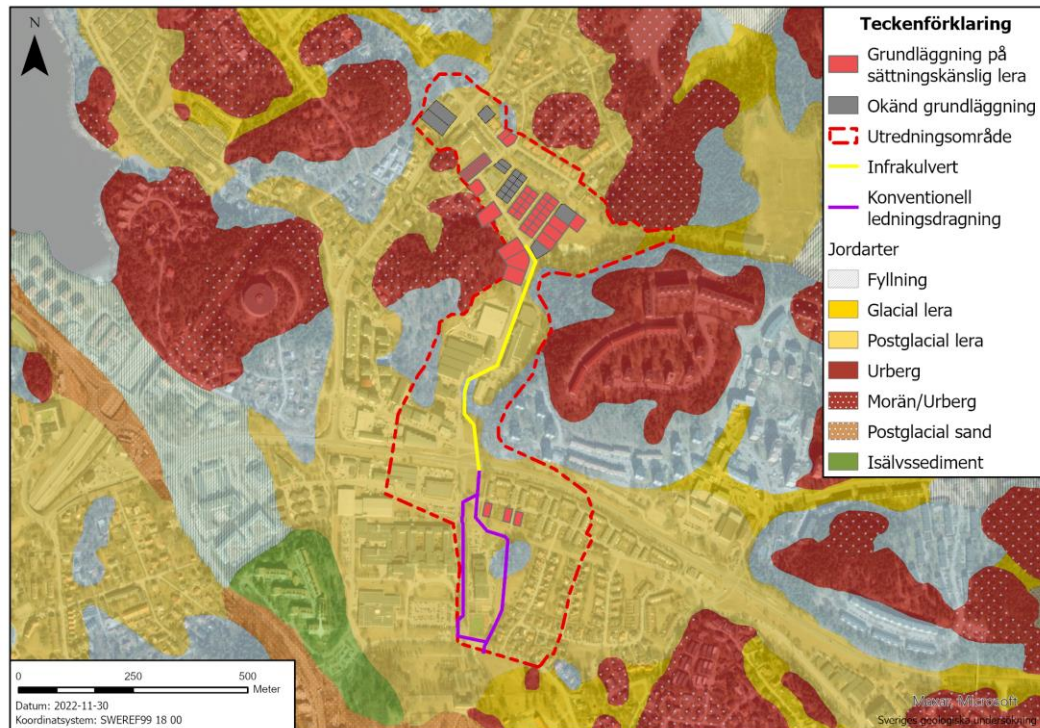 N
Teckenförklaring
Grundläggning på
sättningskänslig lera
Okänd grundläggning
Utredningsområde
Infrakulvert
Konventionell
ledningsdragning
Jordarter
Fyllning
Glacial lera
Postglacial lera
Urberg
Morän/Urberg
Postglacial sand
Isälvssediment
0 250 500
Meter
Datum: 2022-11-30
Koordinatsystem: SWEREF99 18 00
Maxar, Microsoft
Sveriges geologiska undersökning